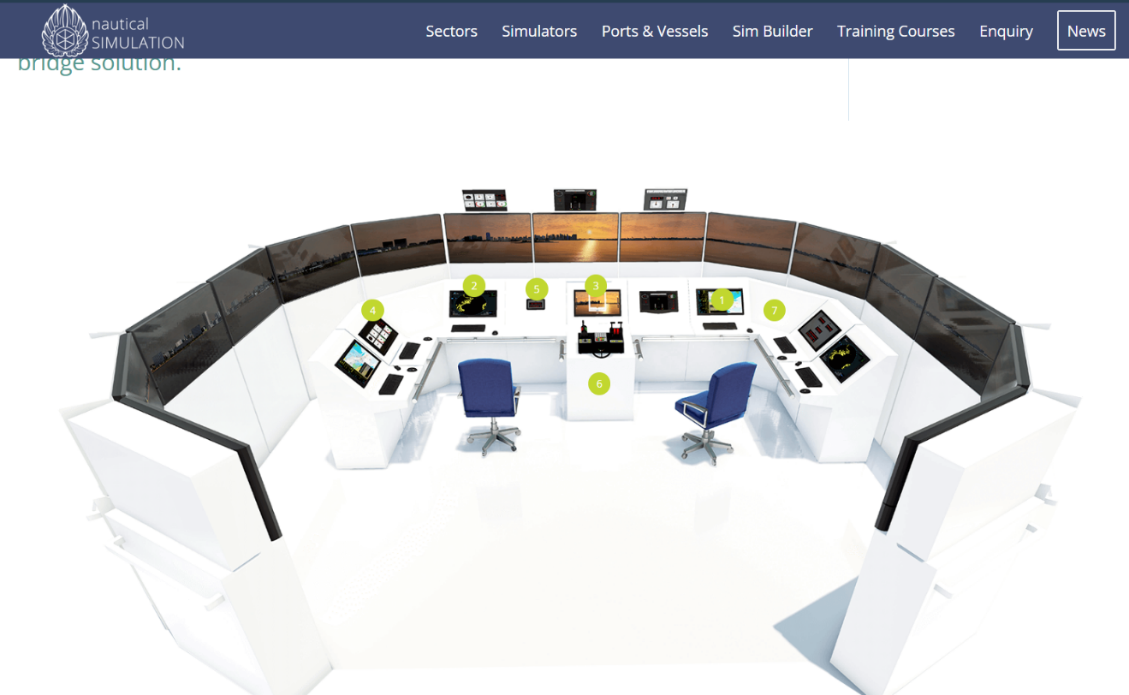 nautical
SIMULATION
Sectors Simulators Ports & Vessels Sim Builder Training Courses Enquiry News
bridge solution.
2 5 3 1
4 7
6